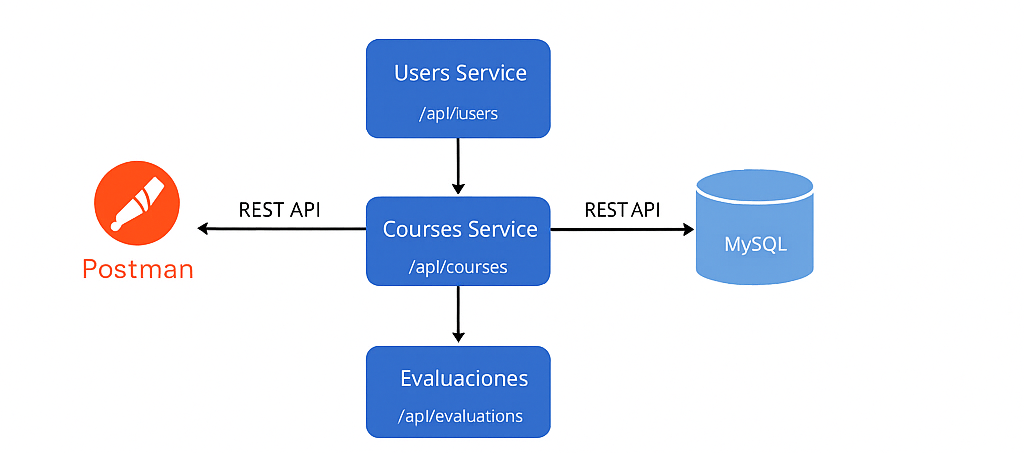 Users Service
/apl/iusers
REST API
REST API
Courses Service
/apl/courses
MySQL
Postman
Evaluaciones
/apl/evaluations